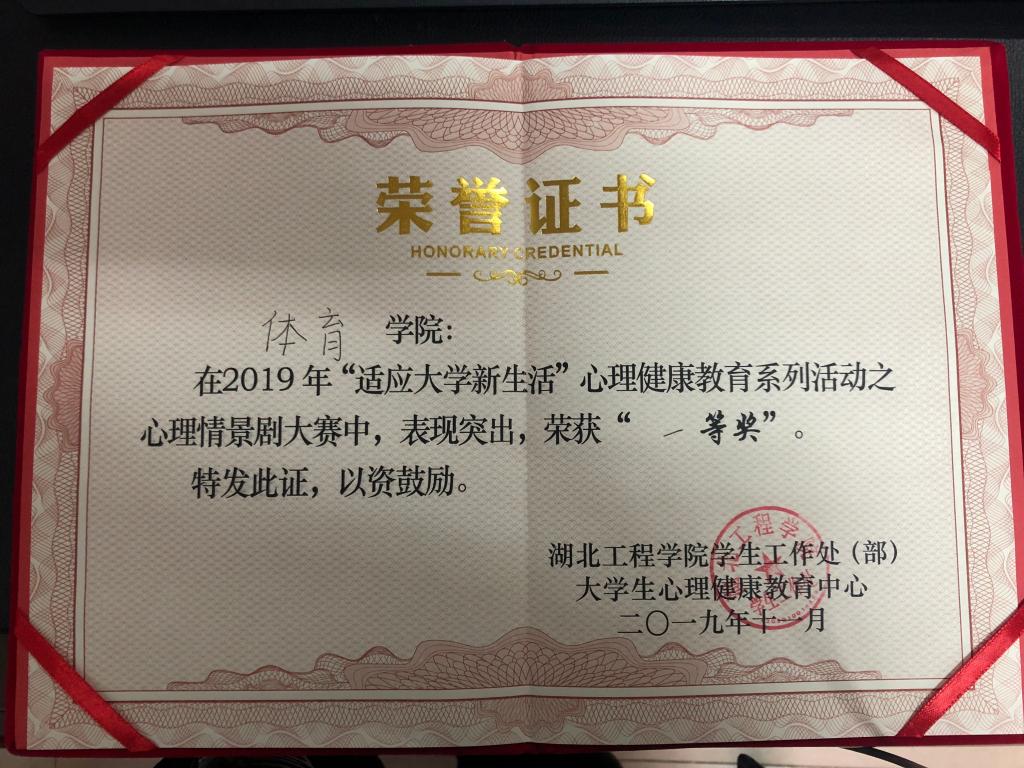 荣誉证书
HONORARY CREDENTIAL
体育 学院：
在2019年“适应大学新生活”心理健康教育系列活动之
心理情景剧大赛中，表现突出，荣获“ 一等奖”。
特发此证，以资鼓励。
湖北工程学院学生工作处（部）
大学生心理健康教育中心
二〇一九年十一月